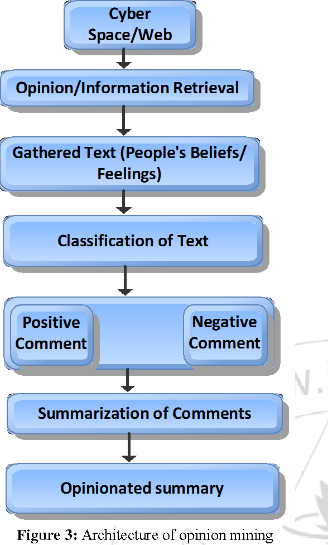 Cyber
Space/Web
Opinion/Information Retrieval
Gathered Text (People's Beliefs/
Feelings)
Classification of Text
Positive
Comment
Negative
Comment
Summarization of Comments
Opinionated summary
Figure 3: Architecture of opinion mining